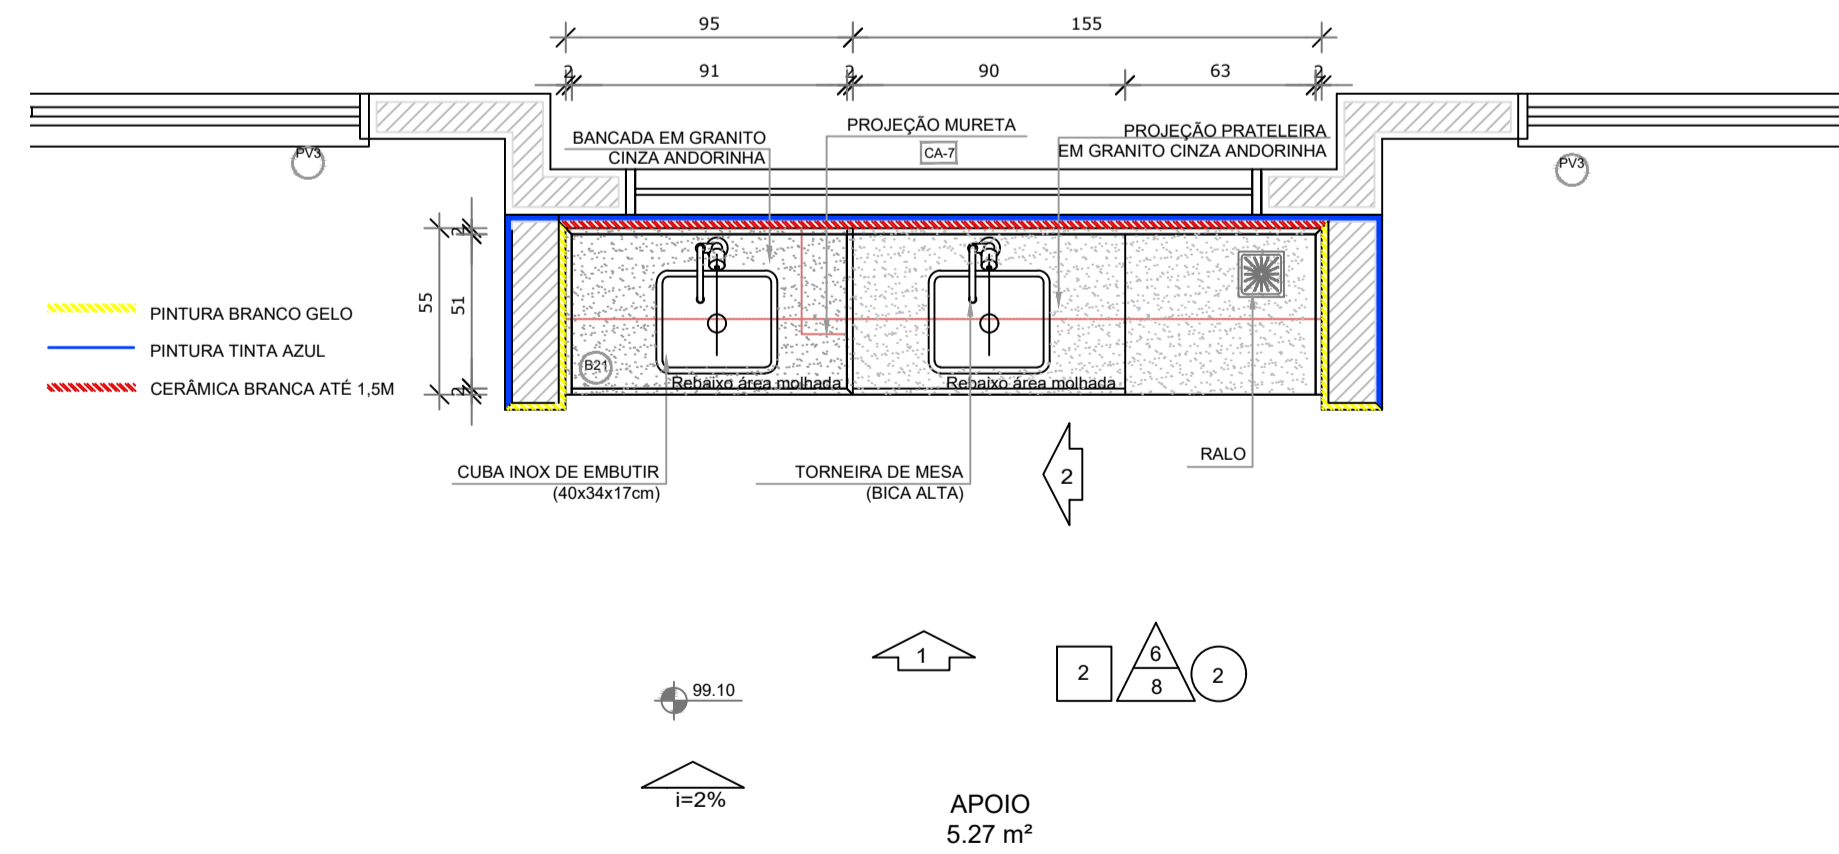 95
155
2
91
2
90
63
2
BANCADA EM GRANITO
CINZA ANDORINHA
PROJEÇÃO MURETA
CA-7
PROJEÇÃO PRATELEIRA
EM GRANITO CINZA ANDORINHA
PV3
PV3
2
55
51
2
PINTURA BRANCO GELO
PINTURA TINTA AZUL
CERÂMICA BRANCA ATÉ 1,5M
B21
Rebaixo área molhada
Rebaixo área molhada
CUBA INOX DE EMBUTIR
(40x34x17cm)
TORNEIRA DE MESA
(BICA ALTA)
2
RALO
1
2
6
8
2
99.10
i=2%
APOIO
5.27 m²